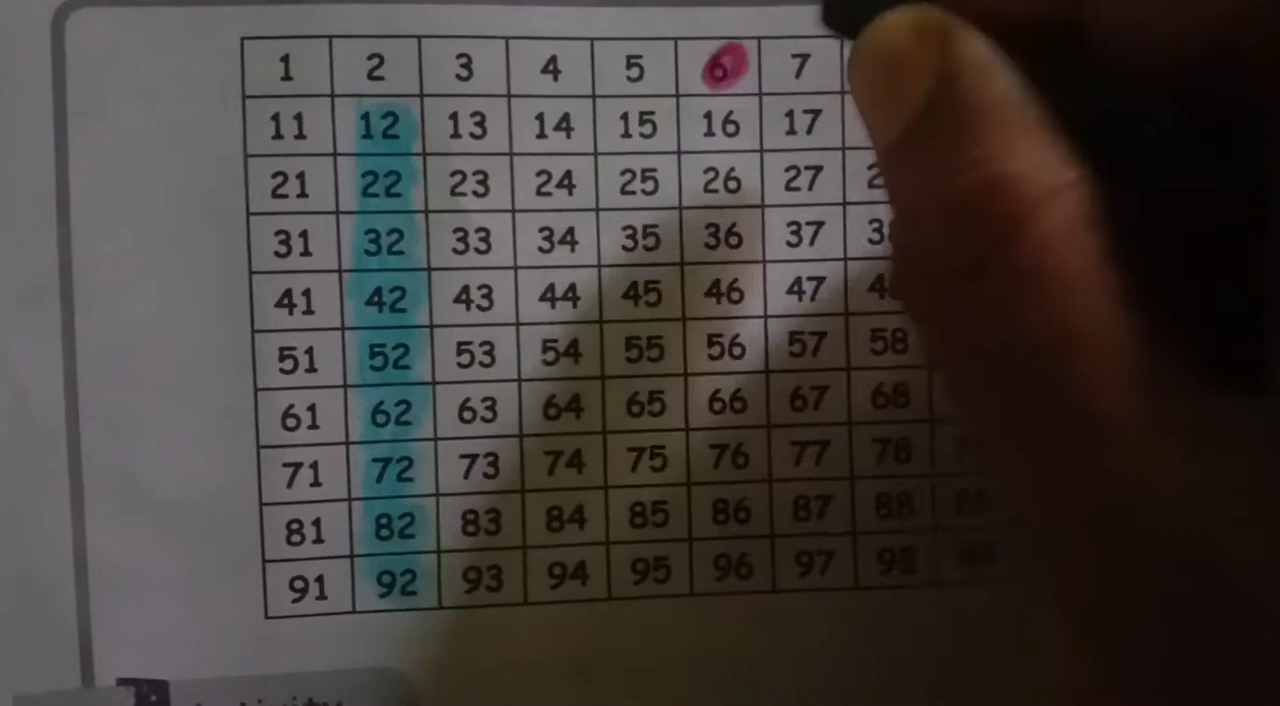 1 2 3 4 5 6 7
11 12 13 14 15 16 17
21 22 23 24 25 26 27
31 32 33 34 35 36 37
41 42 43 44 45 46 47
51 52 53 54 55 56 57 58
61 62 63 64 65 66 67 68
71 72 73 74 75 76 77 78
81 82 83 84 85 86 87 88
91 92 93 94 95 96 97 98